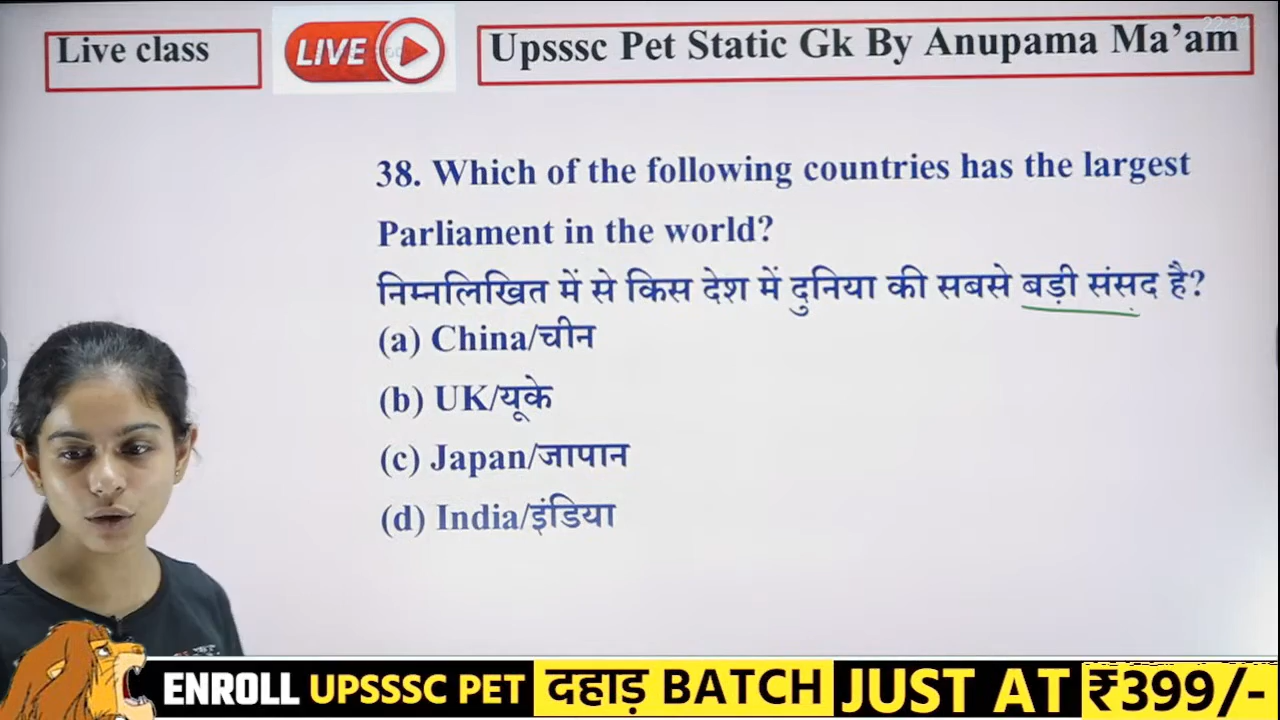 Live class
LIVE
Upsssc Pet Static Gk By Anupama Ma’am
38. Which of the following countries has the largest
Parliament in the world?
निम्नलिखित में से किस देश में दुनिया की सबसे बड़ी संसद है?
(a) China/चीन
(b) UK/यूके
(c) Japan/जापान
(d) India/इंडिया
ENROLL UPSSSC PET दहाड़ BATCH JUST AT ₹399/-